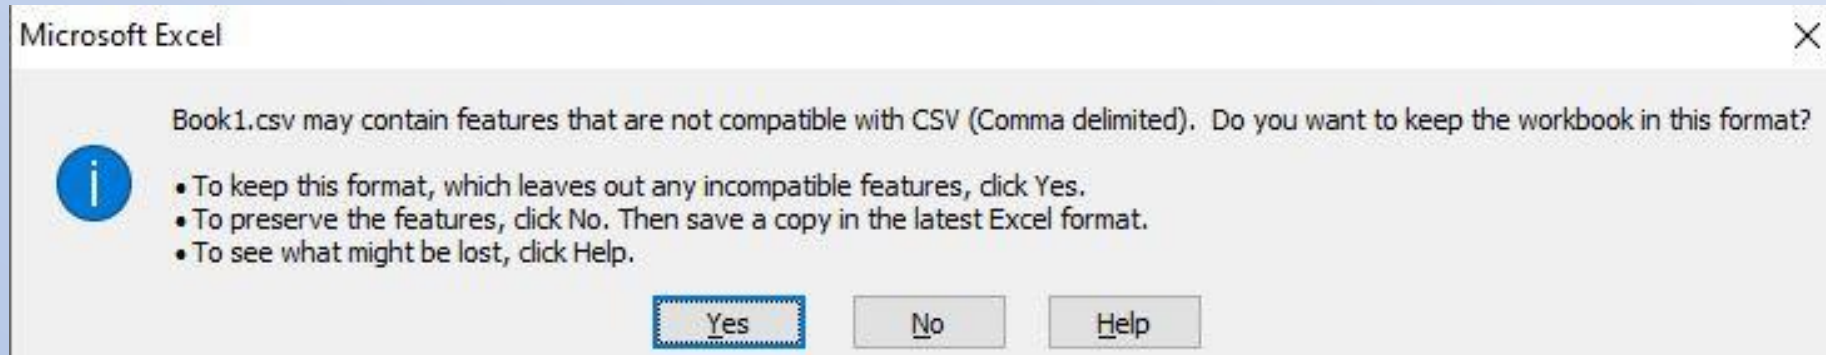 Microsoft Excel
Book1.csv may contain features that are not compatible with CSV (Comma delimited).  Do you want to keep the workbook in this format?
• To keep this format, which leaves out any incompatible features, click Yes.
• To preserve the features, click No. Then save a copy in the latest Excel format.
• To see what might be lost, click Help.
Yes No Help